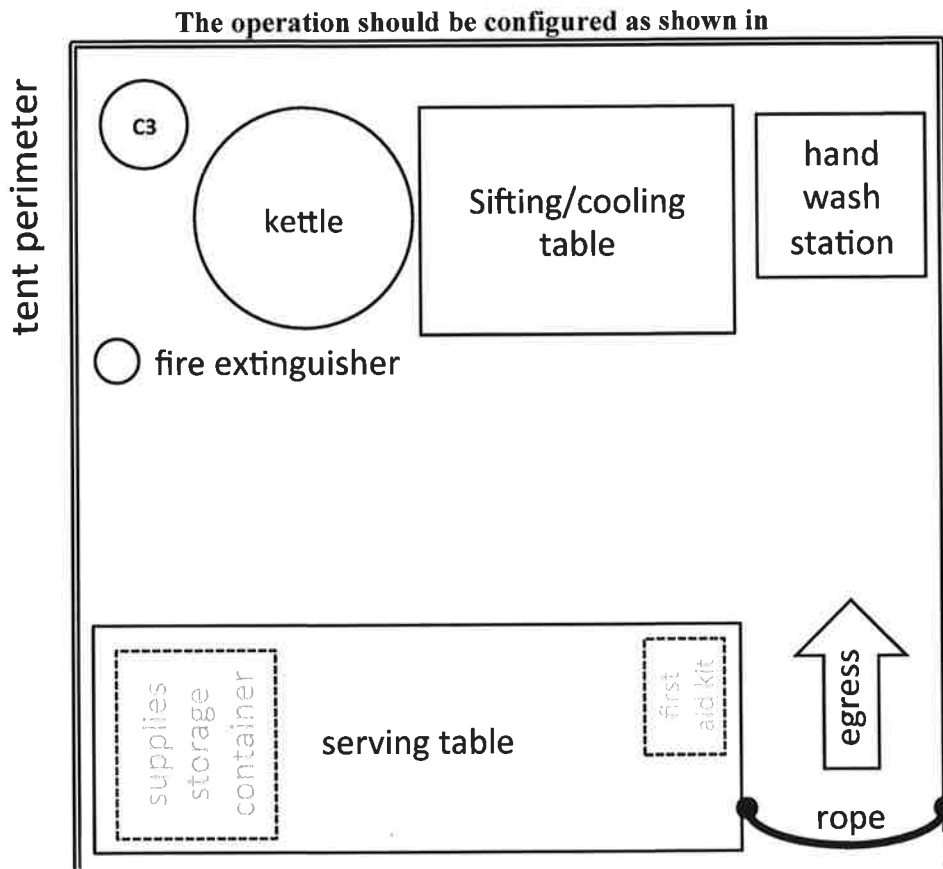 The operation should be configured as shown in
tent perimeter
C3
kettle
Sifting/cooling
table
hand
wash
station
fire extinguisher
supplies
storage
container
serving table
first
aid kit
egress
rope